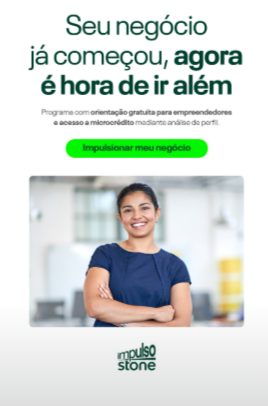 Seu negócio
já começou, agora
é hora de ir além
Programa com orientação gratuita para empreendedores
e acesso a microcrédito mediante análise de perfil.
Impulsionar meu negócio
impulso
stone